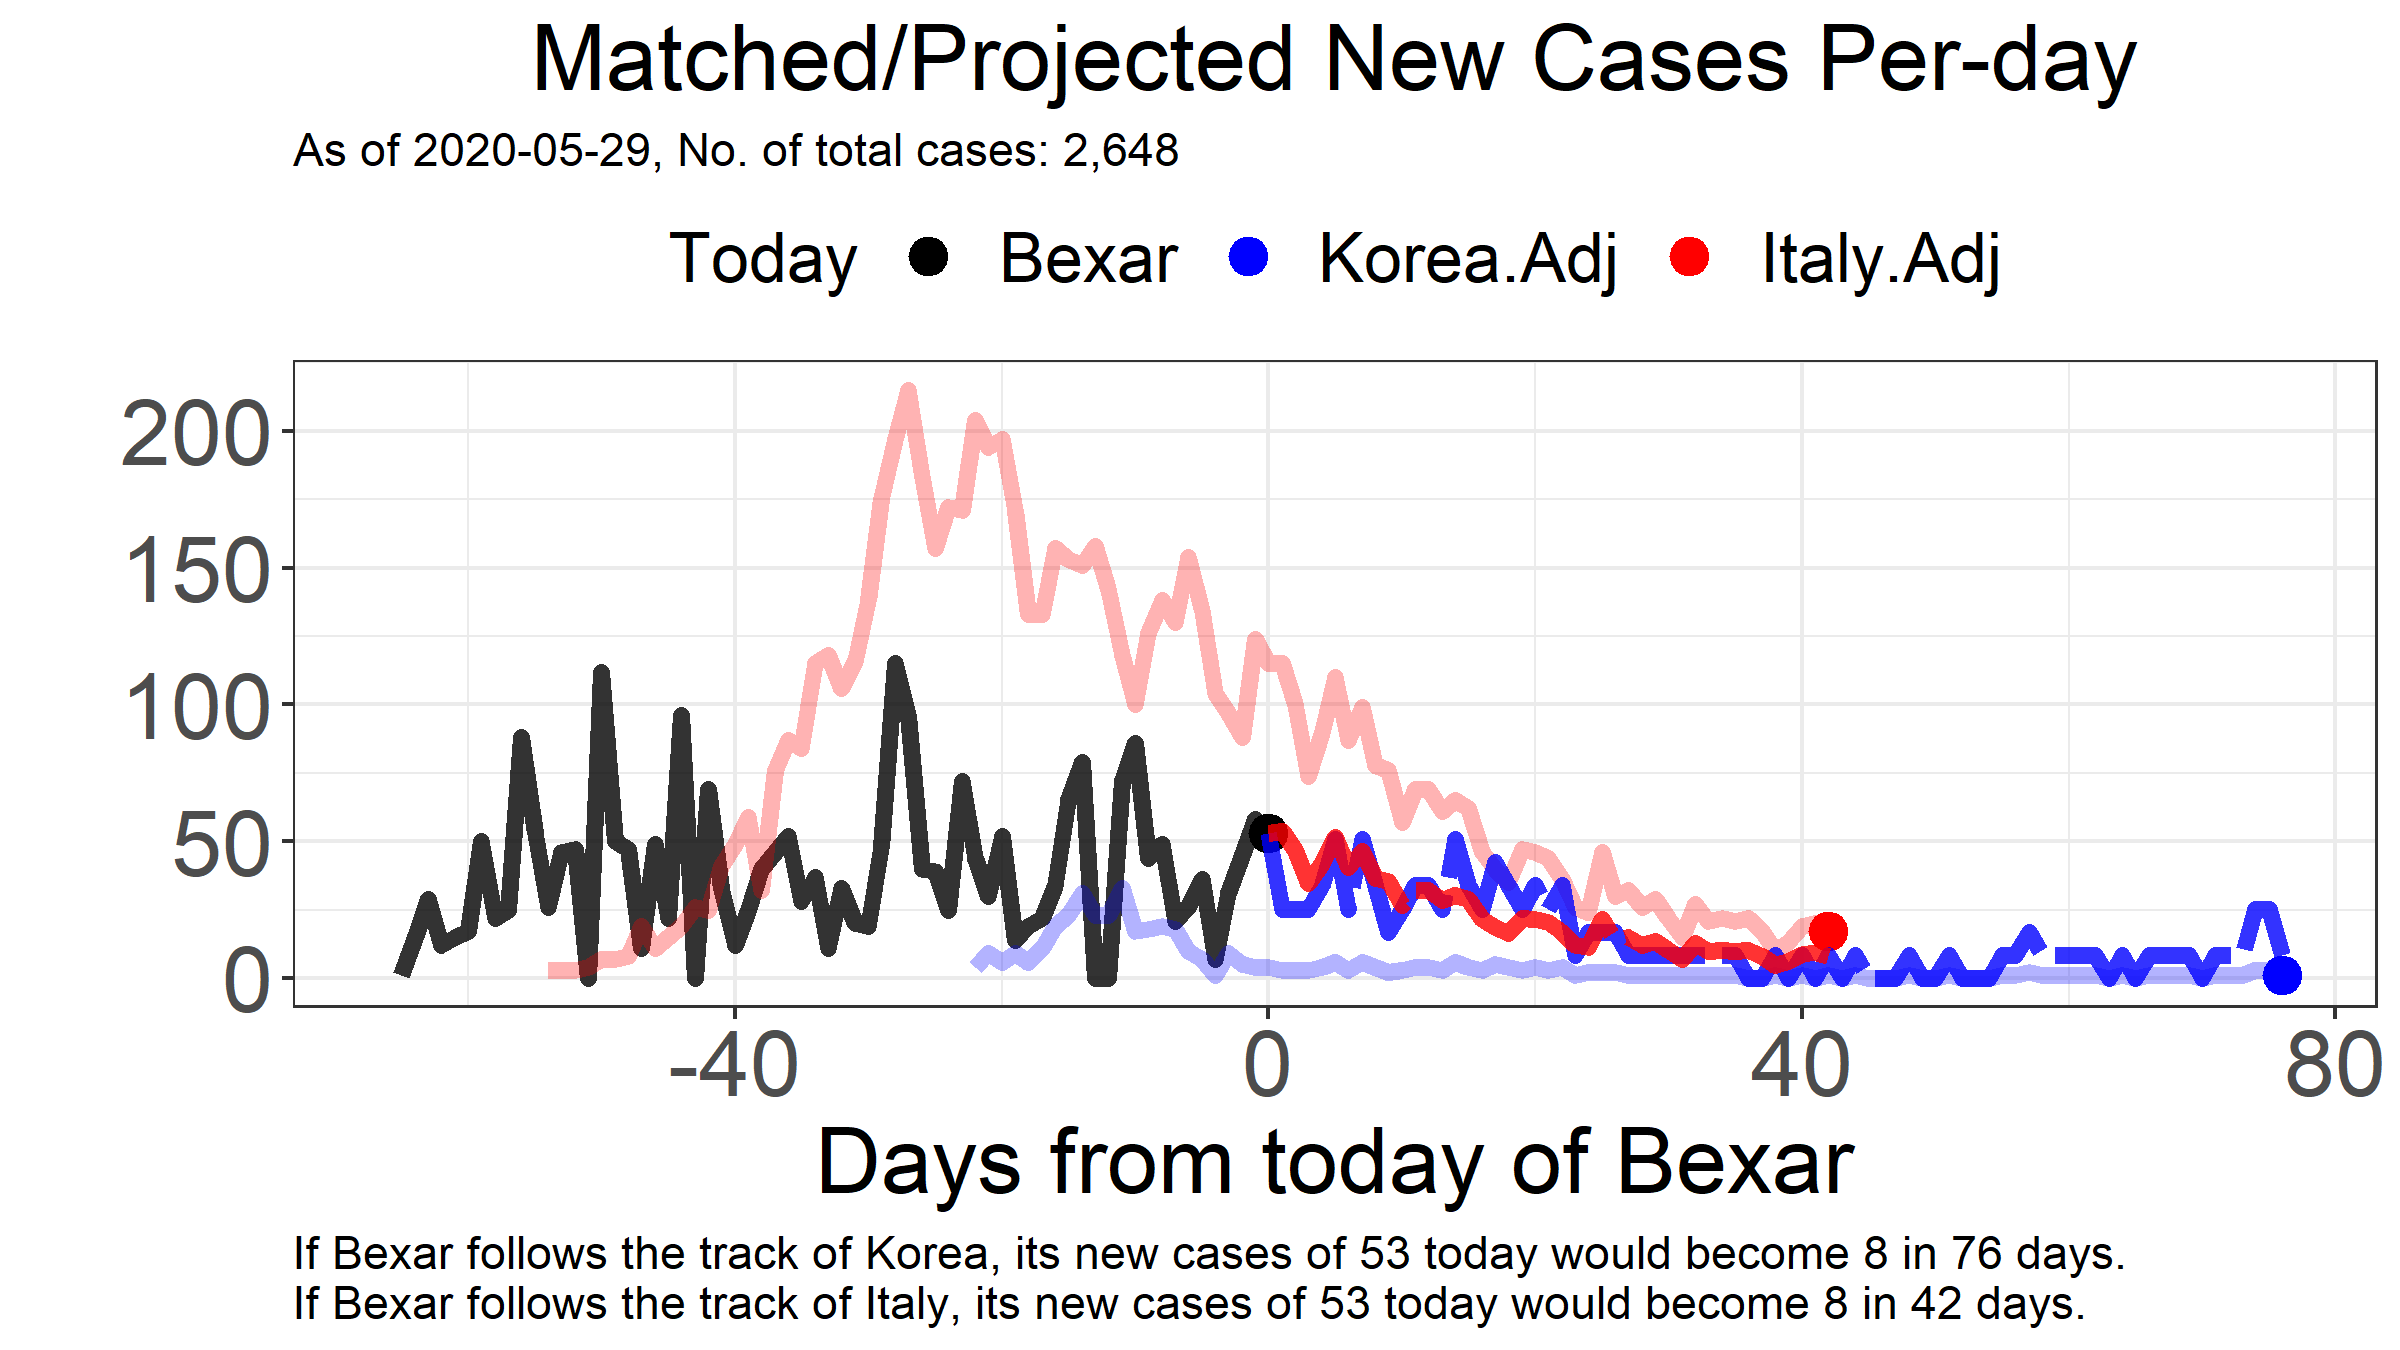 Matched/Projected New Cases Per-day
As of 2020-05-29, No. of total cases: 2,648
Today Bexar Korea.Adj Italy.Adj
200
150
100
50
0
-40 0 40 80
Days from today of Bexar
If Bexar follows the track of Korea, its new cases of 53 today would become 8 in 76 days.
If Bexar follows the track of Italy, its new cases of 53 today would become 8 in 42 days.